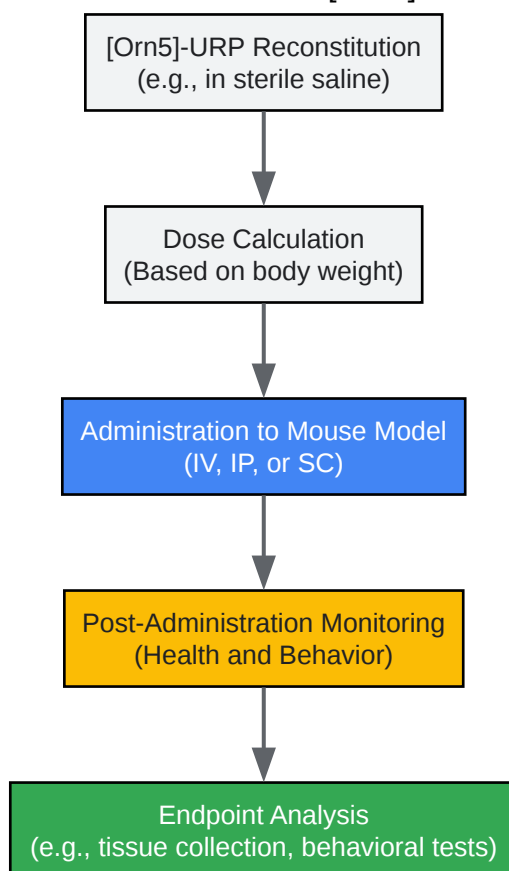 [Orn5]-URP Reconstitution
(e.g., in sterile saline)
Dose Calculation
(Based on body weight)
Administration to Mouse Model
(IV, IP, or SC)
Post-Administration Monitoring
(Health and Behavior)
Endpoint Analysis
(e.g., tissue collection, behavioral tests)